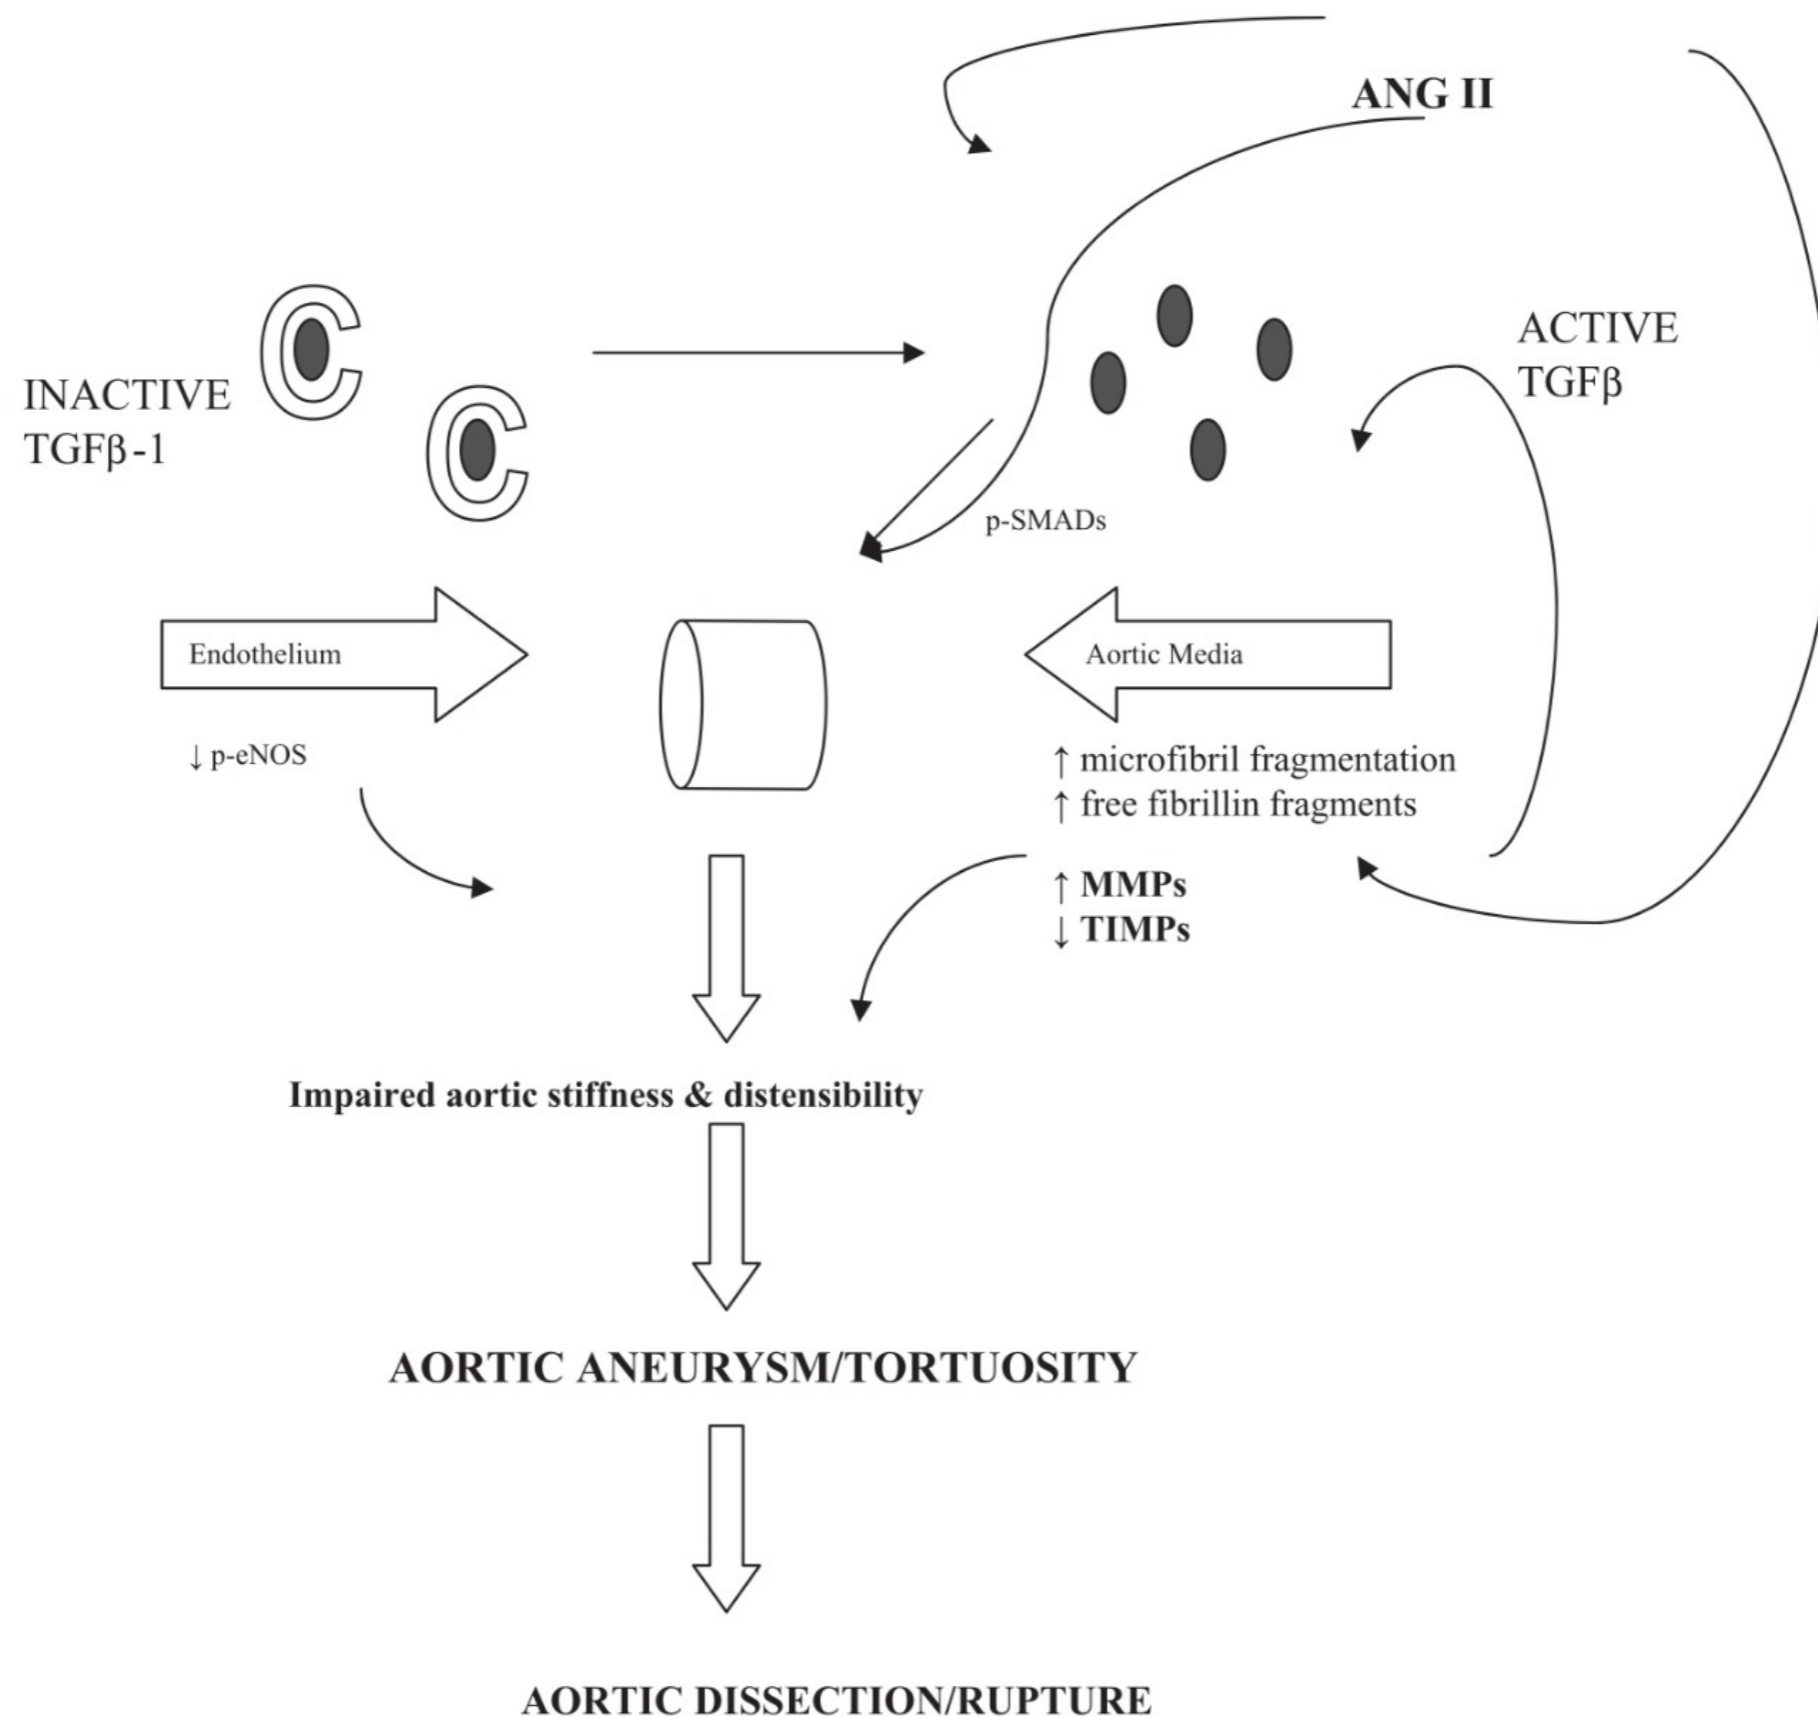 ANG II
ACTIVE
TGFβ
INACTIVE
TGFβ-1
p-SMADs
Endothelium
Aortic Media
↓ p-eNOS
↑ microfibril fragmentation
↑ free fibrillin fragments
↑ MMPs
↓ TIMPs
Impaired aortic stiffness & distensibility
AORTIC ANEURYSM/TORTUOSITY
AORTIC DISSECTION/RUPTURE